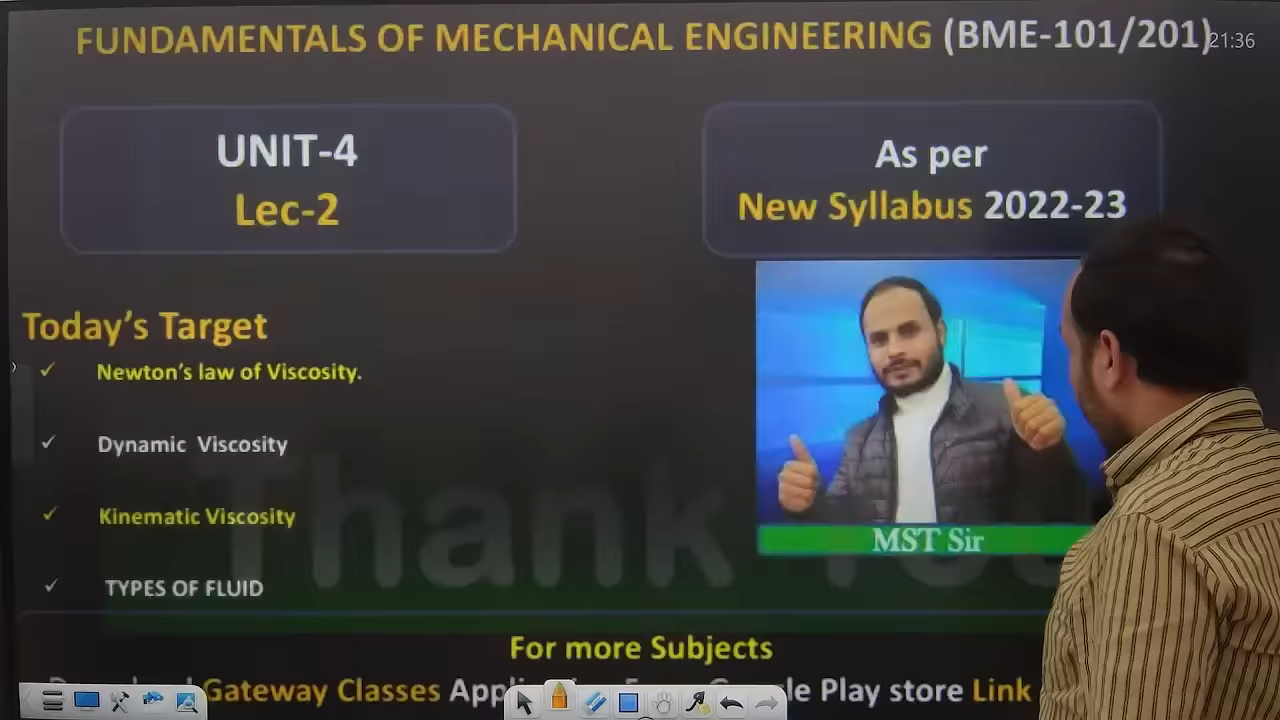 FUNDAMENTALS OF MECHANICAL ENGINEERING (BME-101/201)
21:36
UNIT-4
Lec-2
As per
New Syllabus 2022-23
Today's Target
✓ Newton's law of Viscosity.
✓ Dynamic Viscosity
✓ Kinematic Viscosity
✓ TYPES OF FLUID
MST Sir
Thank You
For more Subjects
Gateway Classes Play store Link